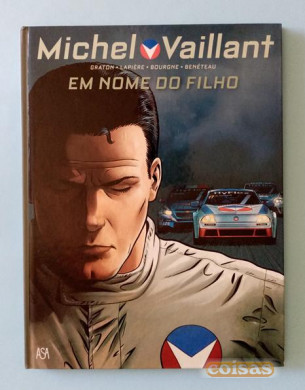 Michel Vaillant
GRATON • LAPIÈRE • BOURGNE • BENÉTEAU
EM NOME DO FILHO
ASA
coisas